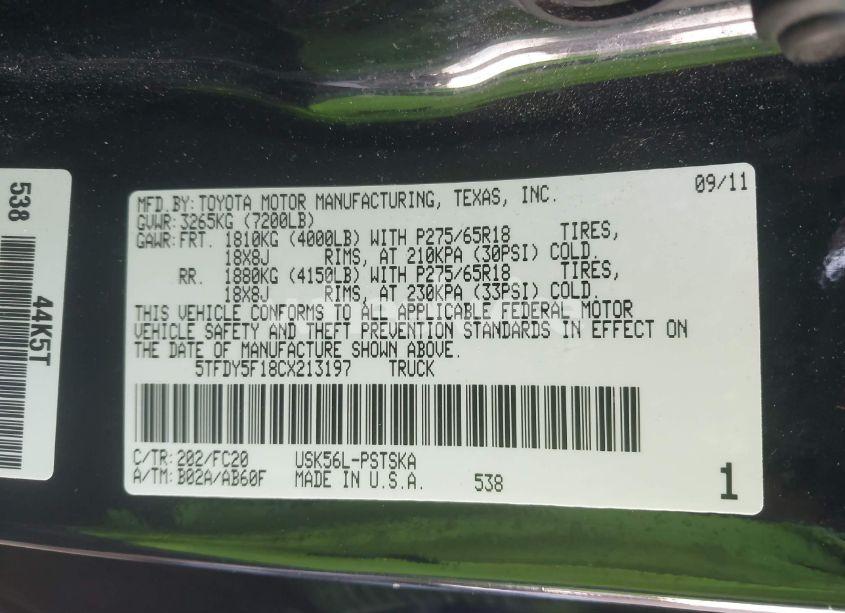 538
44K5T
MFD.BY:TOYOTA MOTOR MANUFACTURING, TEXAS, INC. 09/11
GVWR:3265KG (7200LB)
GAWR:FRT. 1810KG (4000LB) WITH P275/65R18 TIRES,
18X8J RIMS, AT 210KPA (30PSI) COLD.
RR. 1880KG (4150LB) WITH P275/65R18 TIRES,
18X8J RIMS, AT 230KPA (33PSI) COLD.
THIS VEHICLE CONFORMS TO ALL APPLICABLE FEDERAL MOTOR
VEHICLE SAFETY AND THEFT PREVENTION STANDARDS IN EFFECT ON
THE DATE OF MANUFACTURE SHOWN ABOVE.
5TFDY5F18CX213197 TRUCK
C/TR:202/FC20 USK56L-PSTSKA
A/TM:B02A/AB60F MADE IN U.S.A. 538 1